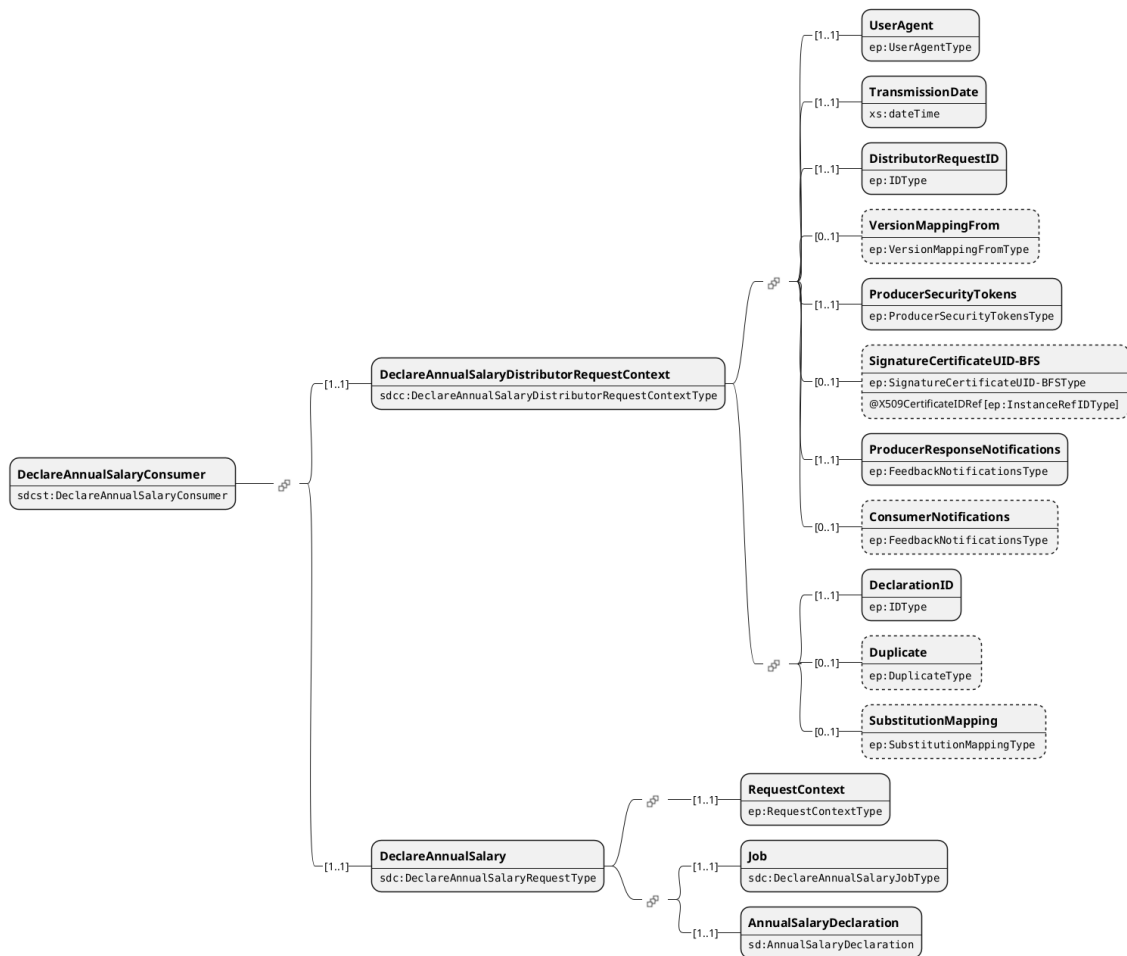 DeclareAnnualSalaryConsumer
sdcst:DeclareAnnualSalaryConsumer
[1..1]
DeclareAnnualSalaryDistributorRequestContext
sdcc:DeclareAnnualSalaryDistributorRequestContextType
[1..1]
UserAgent
ep:UserAgentType
[1..1]
TransmissionDate
xs:dateTime
[1..1]
DistributorRequestID
ep:IDType
[0..1]
VersionMappingFrom
ep:VersionMappingFromType
[1..1]
ProducerSecurityTokens
ep:ProducerSecurityTokensType
[0..1]
SignatureCertificateUID-BFS
ep:SignatureCertificateUID-BFSType
@X509CertificateIDRef [ep:InstanceRefIDType]
[1..1]
ProducerResponseNotifications
ep:FeedbackNotificationsType
[0..1]
ConsumerNotifications
ep:FeedbackNotificationsType
[1..1]
DeclarationID
ep:IDType
[0..1]
Duplicate
ep:DuplicateType
[0..1]
SubstitutionMapping
ep:SubstitutionMappingType
[1..1]
DeclareAnnualSalary
sdc:DeclareAnnualSalaryRequestType
[1..1]
RequestContext
ep:RequestContextType
[1..1]
Job
sdc:DeclareAnnualSalaryJobType
[1..1]
AnnualSalaryDeclaration
sd:AnnualSalaryDeclaration